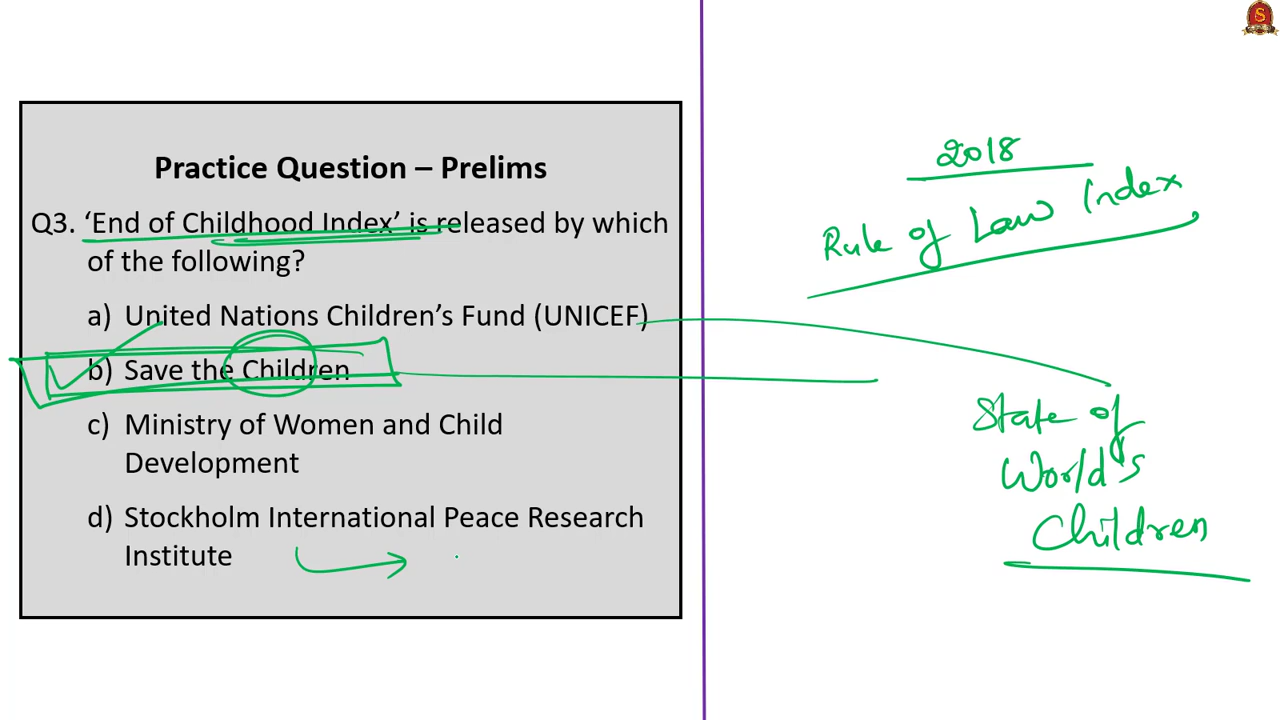 Practice Question – Prelims
Q3. ‘End of Childhood Index’ is released by which
of the following?
a) United Nations Children’s Fund (UNICEF)
b) Save the Children
c) Ministry of Women and Child
Development
d) Stockholm International Peace Research
Institute
2018
Rule of Law Index
State of
World's
Children
S